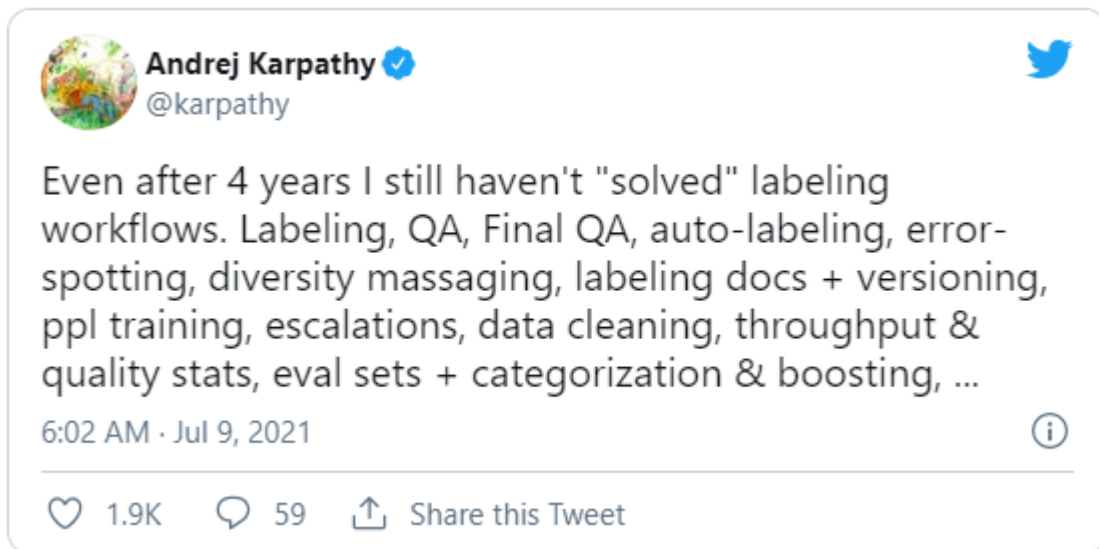 Andrej Karpathy
@karpathy
Even after 4 years I still haven't "solved" labeling
workflows. Labeling, QA, Final QA, auto-labeling, error-
spotting, diversity massaging, labeling docs + versioning,
ppl training, escalations, data cleaning, throughput &
quality stats, eval sets + categorization & boosting, ...
6:02 AM · Jul 9, 2021
1.9K 59 Share this Tweet